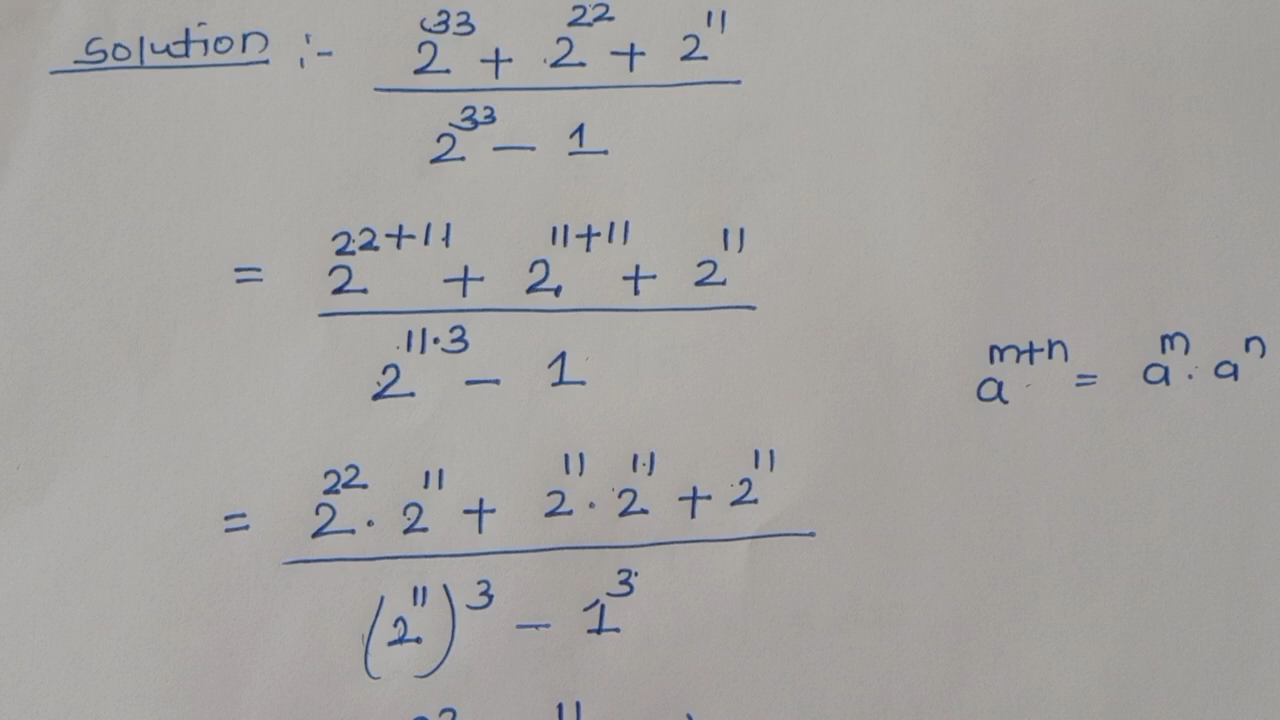 Solution :- 2^33 + 2^22 + 2^11
2^33 - 1
= 2^22+11 + 2^11+11 + 2^11
2^11·3 - 1
a^m+n = a^m · a^n
= 2^22 · 2^11 + 2^11 · 2^11 + 2^11
(2^11)^3 - 1^3